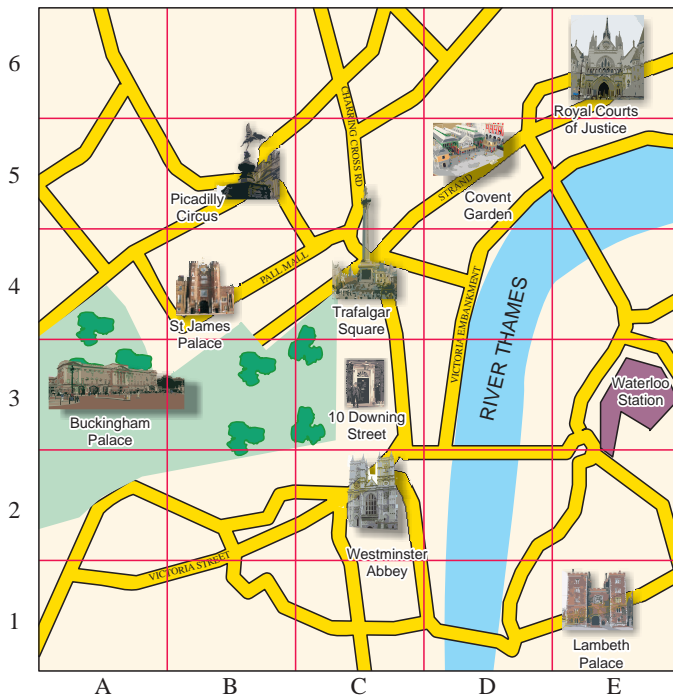 6
Royal Courts
of Justice
CHARRING CROSS RD
5
Picadilly
Circus
STRAND
Covent
Garden
4
PALL MALL
St James
Palace
Trafalgar
Square
VICTORIA EMBANKMENT
RIVER THAMES
3
Buckingham
Palace
10 Downing
Street
Waterloo
Station
2
Westminster
Abbey
VICTORIA STREET
1
Lambeth
Palace
A B C D E